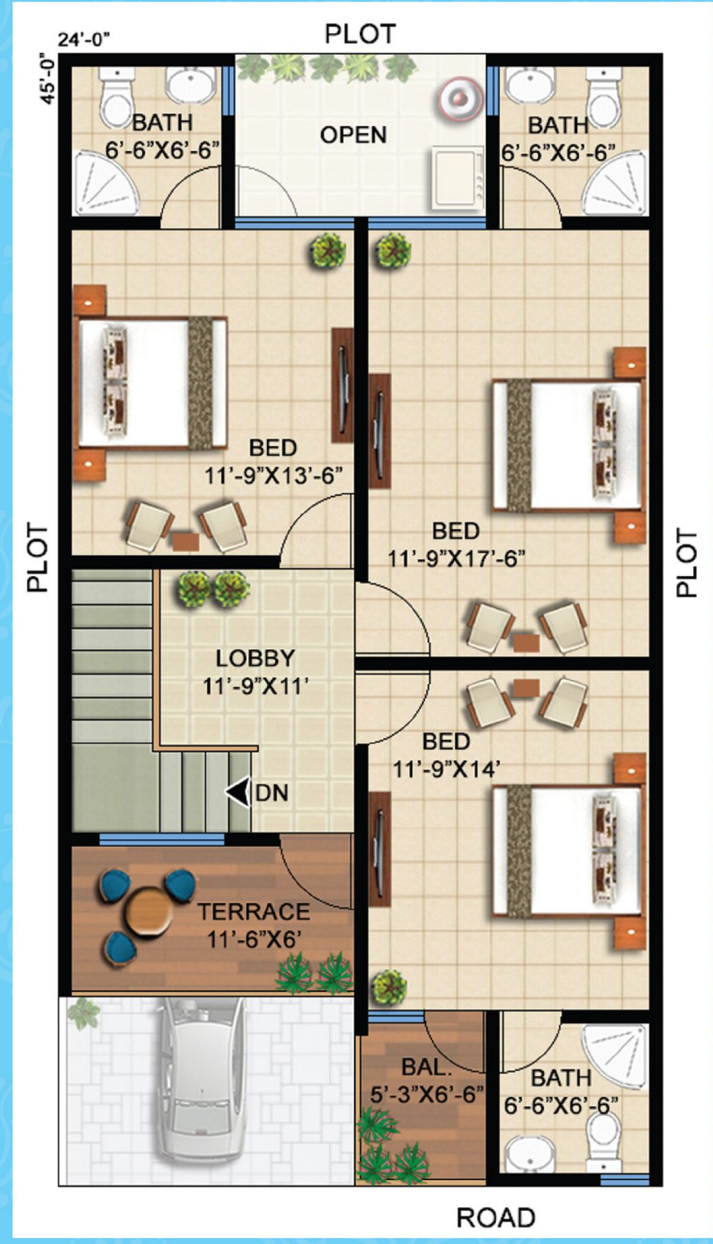 PLOT
24'-0"
45'-0"
BATH
6'-6"X6'-6"
OPEN
BATH
6'-6"X6'-6"
BED
11'-9"X13'-6"
BED
11'-9"X17'-6"
PLOT
PLOT
LOBBY
11'-9"X11'
BED
11'-9"X14'
DN
TERRACE
11'-6"X6'
BAL.
5'-3"X6'-6"
BATH
6'-6"X6'-6"
ROAD